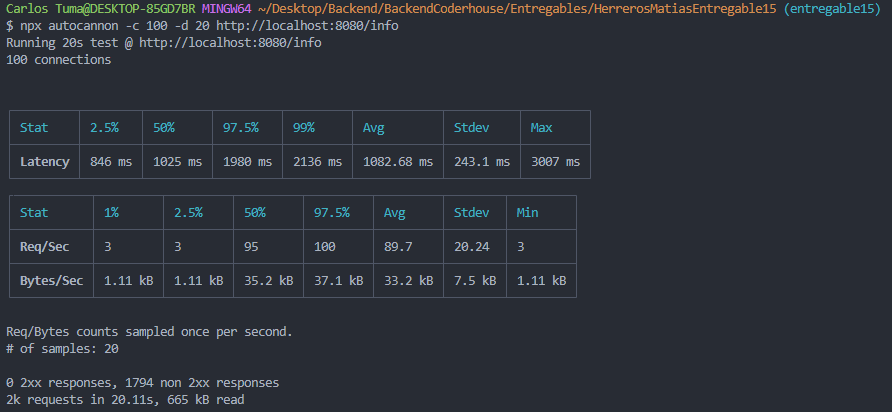 Carlos Tuma@DESKTOP-85GD7BR MINGW64 ~/Desktop/Backend/BackendCoderhouse/Entregables/HerrerosMatiasEntregable15 (entregable15)
$ npx autocannon -c 100 -d 20 http://localhost:8080/info
Running 20s test @ http://localhost:8080/info
100 connections
Stat 2.5% 50% 97.5% 99% Avg Stdev Max
Latency 846 ms 1025 ms 1980 ms 2136 ms 1082.68 ms 243.1 ms 3007 ms
Stat 1% 2.5% 50% 97.5% Avg Stdev Min
Req/Sec 3 3 95 100 89.7 20.24 3
Bytes/Sec 1.11 kB 1.11 kB 35.2 kB 37.1 kB 33.2 kB 7.5 kB 1.11 kB
Req/Bytes counts sampled once per second.
# of samples: 20
0 2xx responses, 1794 non 2xx responses
2k requests in 20.11s, 665 kB read